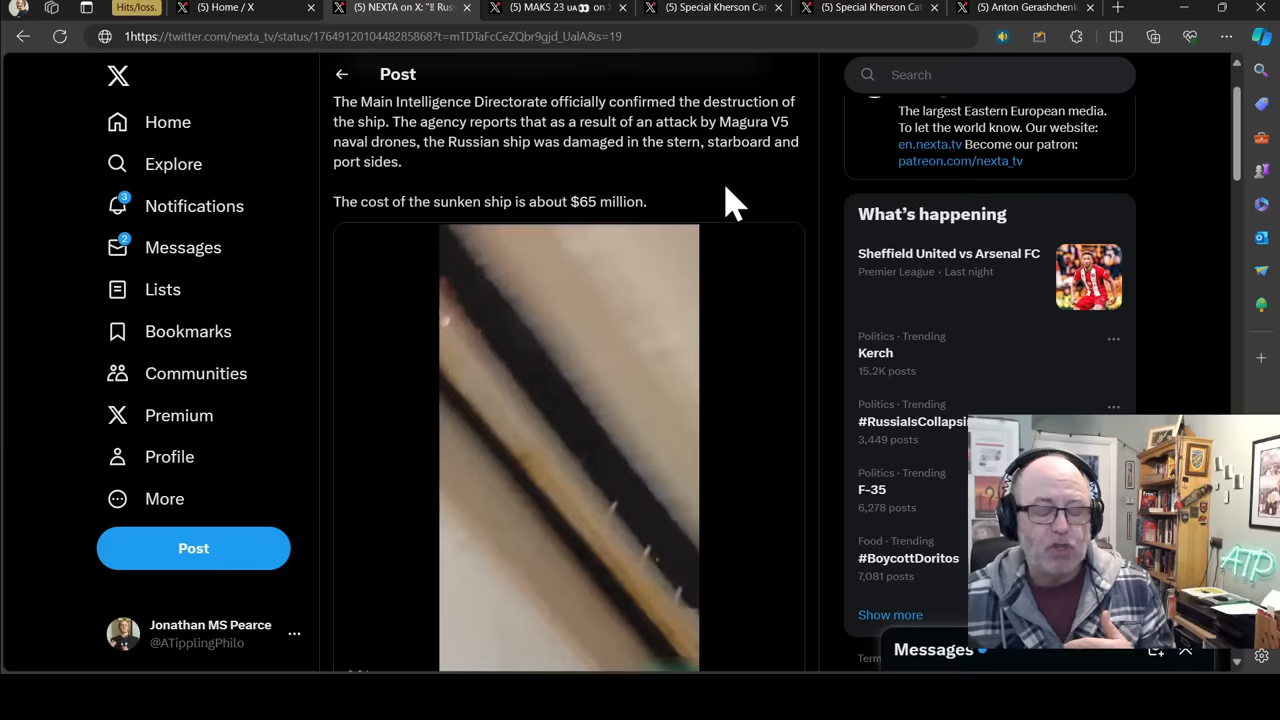 Hits/loss.
(5) Home / X
(5) NEXTA on X: "‼ Rus
(5) MAKS 23 UA👀 on X
(5) Special Kherson Cat
(5) Special Kherson Cat
(5) Anton Gerashchenk
1https://twitter.com/nexta_tv/status/1764912010448285868?t=mTDTaFcCeZQbr9gjd_UalA&s=19
Home
Explore
3
Notifications
2
Messages
Lists
Bookmarks
Communities
Premium
Profile
More
Post
Jonathan MS Pearce
@ATipplingPhilo
Post
The Main Intelligence Directorate officially confirmed the destruction of
the ship. The agency reports that as a result of an attack by Magura V5
naval drones, the Russian ship was damaged in the stern, starboard and
port sides.
The cost of the sunken ship is about $65 million.
Search
The largest Eastern European media.
To let the world know. Our website:
en.nexta.tv Become our patron:
patreon.com/nexta_tv
What's happening
Sheffield United vs Arsenal FC
Premier League · Last night
Politics · Trending
Kerch
15.2K posts
Politics · Trending
#RussiaIsCollapsi
3,449 posts
Politics · Trending
F-35
6,278 posts
Food · Trending
#BoycottDoritos
7,081 posts
Show more
Term
Messages
ATP